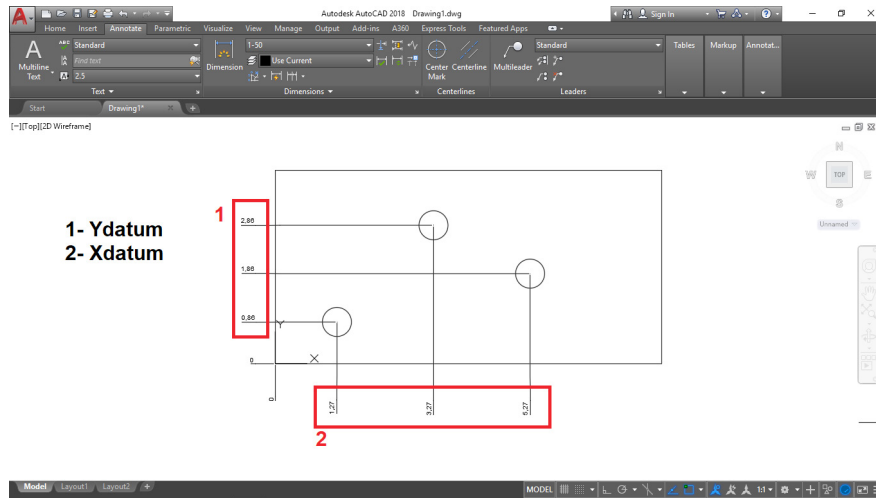 A
Autodesk AutoCAD 2018 Drawing1.dwg
Sign In
Home Insert Annotate Parametric Visualize View Manage Output Add-ins A360 Express Tools Featured Apps
ABC Standard
1-50
Standard
Tables Markup Annotat...
A
Find text
Use Current
Multiline Text
2.5
Dimension
Center Mark
Centerline
Multileader
Text
Dimensions
Centerlines
Leaders
Start Drawing1* +
[-][Top][2D Wireframe]
N
W TOP E
S
Unnamed
1- Ydatum
2- Xdatum
1
2,86
1,86
0,86
0
Y
X
0
1,27
3,27
5,27
2
Model Layout1 Layout2 +
MODEL
1:1